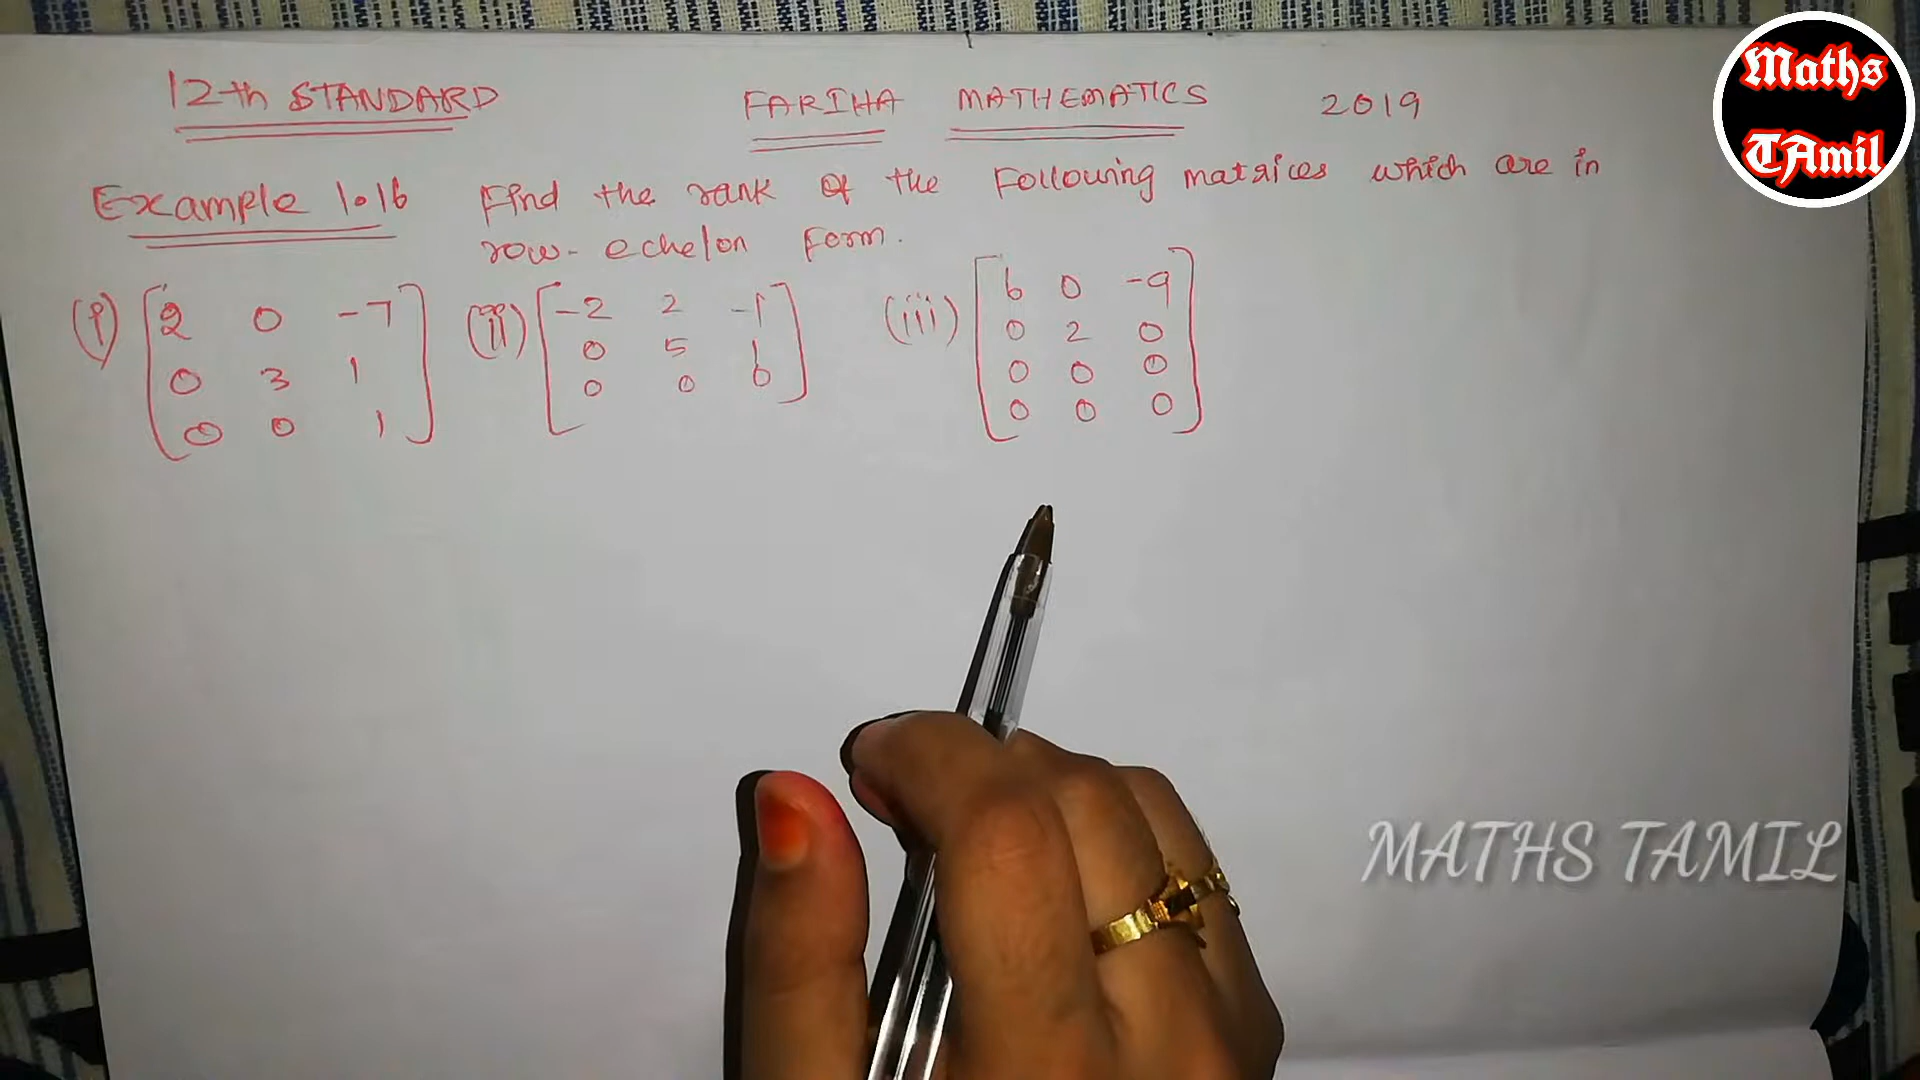 12th STANDARD FARIHA MATHEMATICS 2019
Maths
TAmil
Example 1.16 Find the rank of the Following matrices which are in
row-echelon form.
(i) [2 0 -7
0 3 1
0 0 1]
(ii) [-2 2 -1
0 5 1
0 0 6]
(iii) [6 0 -9
0 2 0
0 0 0
0 0 0]
MATHS TAMIL